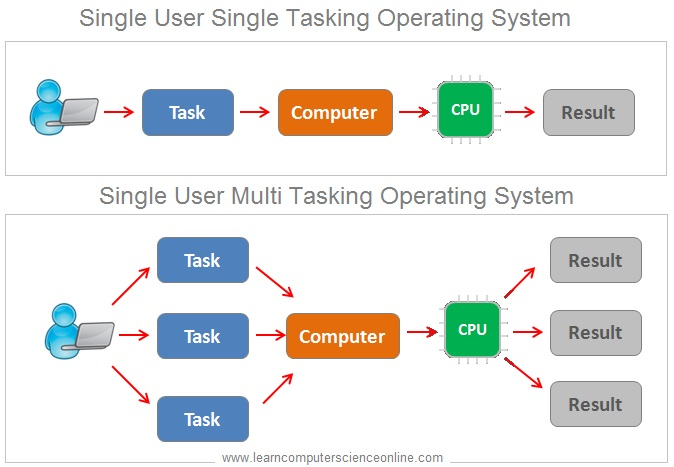 Single User Single Tasking Operating System
Task
Computer
CPU
Result
Single User Multi Tasking Operating System
Task
Result
Task
Computer
CPU
Result
Task
Result
www.learncomputerscienceonline.com